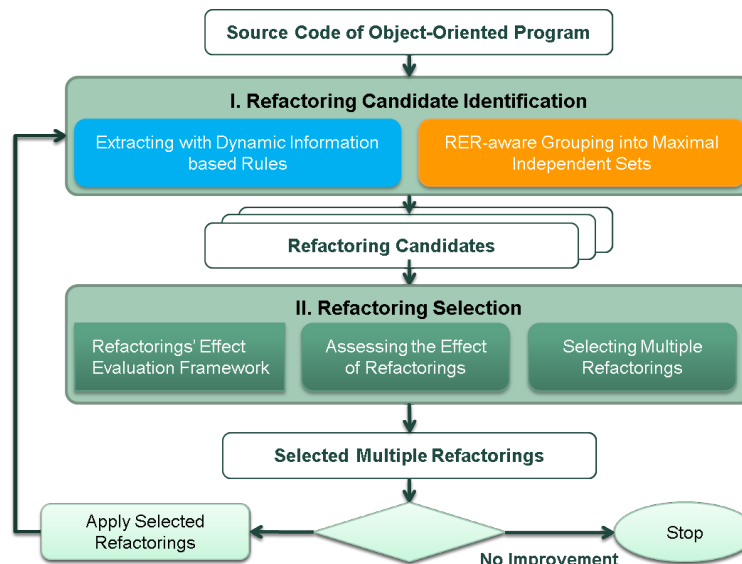 Source Code of Object-Oriented Program
I. Refactoring Candidate Identification
Extracting with Dynamic Information
based Rules
RER-aware Grouping into Maximal
Independent Sets
Refactoring Candidates
II. Refactoring Selection
Refactorings' Effect
Evaluation Framework
Assessing the Effect
of Refactorings
Selecting Multiple
Refactorings
Selected Multiple Refactorings
Apply Selected
Refactorings
Stop
No Improvement